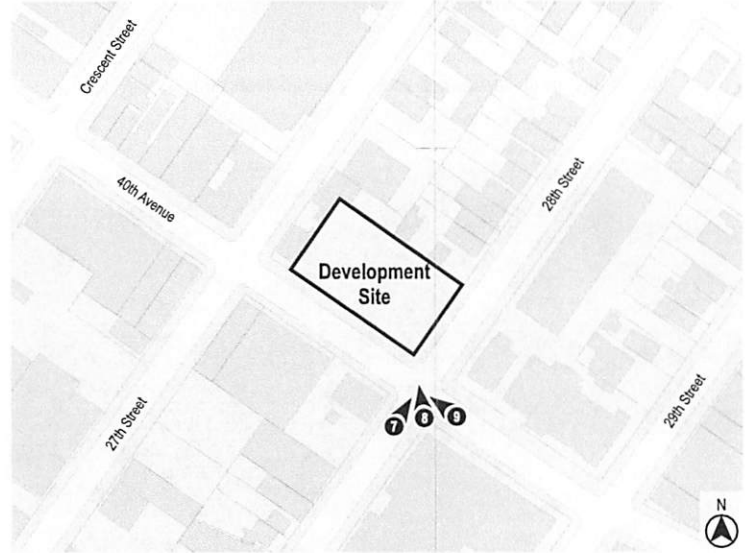 Crescent Street
40th Avenue
28th Street
Development
Site
27th Street
29th Street
7
8
9
N